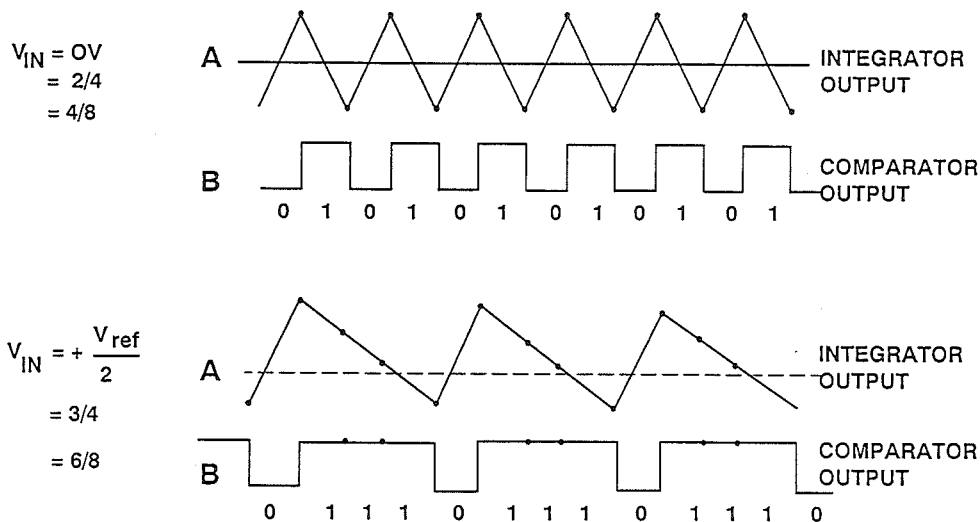 V_IN = 0V
= 2/4
= 4/8
A
INTEGRATOR
OUTPUT
B
COMPARATOR
OUTPUT
0 1 0 1 0 1 0 1 0 1 0 1
V_IN = + V_ref
2
= 3/4
= 6/8
A
INTEGRATOR
OUTPUT
B
COMPARATOR
OUTPUT
0 1 1 1 0 1 1 1 0 1 1 1 0